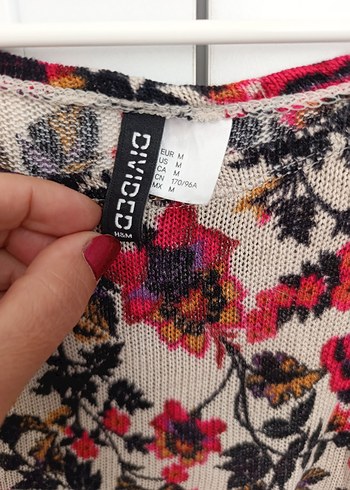 DIVIDED
H&M
EUR M
US M
CA M
CN 170/96A
MX M